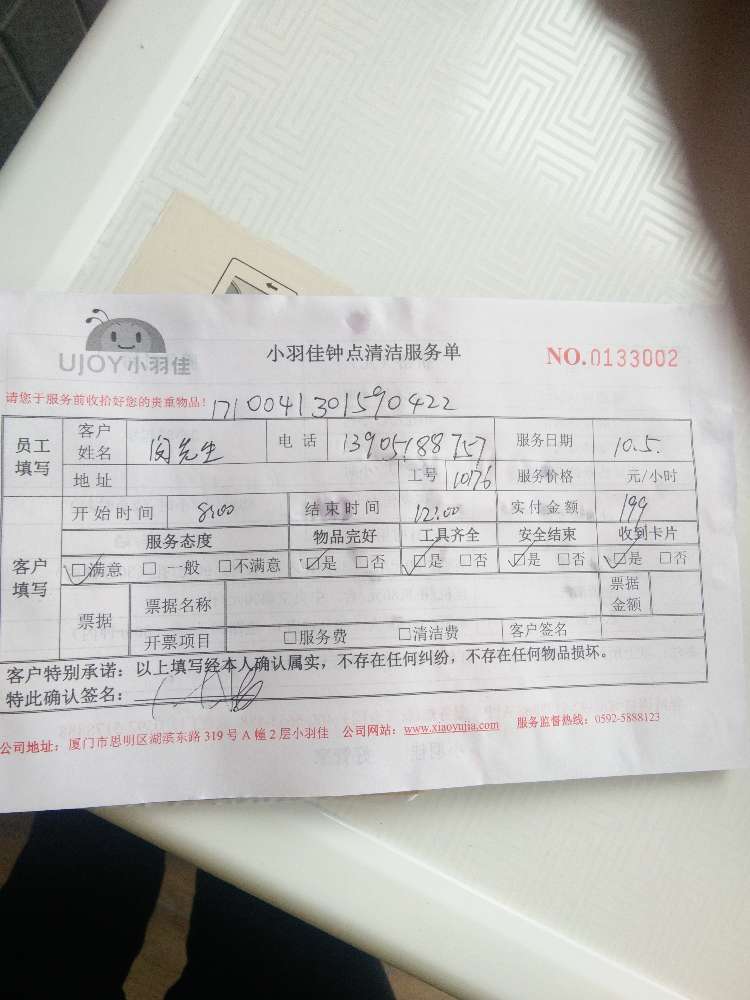 UJOY小羽佳
小羽佳钟点清洁服务单
NO.0133002
请您于服务前收拾好您的贵重物品!
171004130159 0422
员工填写 客户姓名 闵先生 电话 13905188757 服务日期 10.5.
地址 工号 1076 服务价格 元/小时
客户填写 开始时间 8:00 结束时间 12:00 实付金额 199
服务态度 物品完好 工具齐全 安全结束 收到卡片
☑满意 □一般 □不满意 ☑是 □否 ☑是 □否 ☑是 □否 ☑是 □否
票据 票据名称 票据金额
开票项目 □服务费 □清洁费 客户签名
客户特别承诺：以上填写经本人确认属实，不存在任何纠纷，不存在任何物品损坏。
特此确认签名：
公司地址：厦门市思明区湖滨东路319号A幢2层小羽佳 公司网站：www.xiaoyujia.com 服务监督热线：0592-5888123